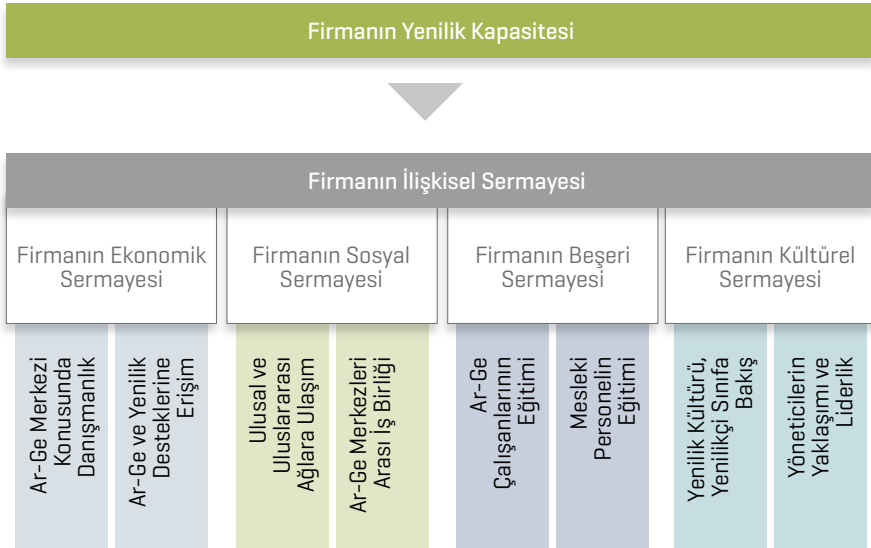 Firmanın Yenilik Kapasitesi
Firmanın İlişkisel Sermayesi
Firmanın Ekonomik
Sermayesi
Firmanın Sosyal
Sermayesi
Firmanın Beşeri
Sermayesi
Firmanın Kültürel
Sermayesi
Ar-Ge Merkezi
Konusunda
Danışmanlık
Ar-Ge ve Yenilik
Desteklerine
Erişim
Ulusal ve
Uluslararası
Ağlara Ulaşım
Ar-Ge Merkezleri
Arası İş Birliği
Ar-Ge
Çalışanlarının
Eğitimi
Mesleki
Personelin
Eğitimi
Yenilik Kültürü,
Yenilikçi Sınıfa
Bakış
Yöneticilerin
Yaklaşımı ve
Liderlik